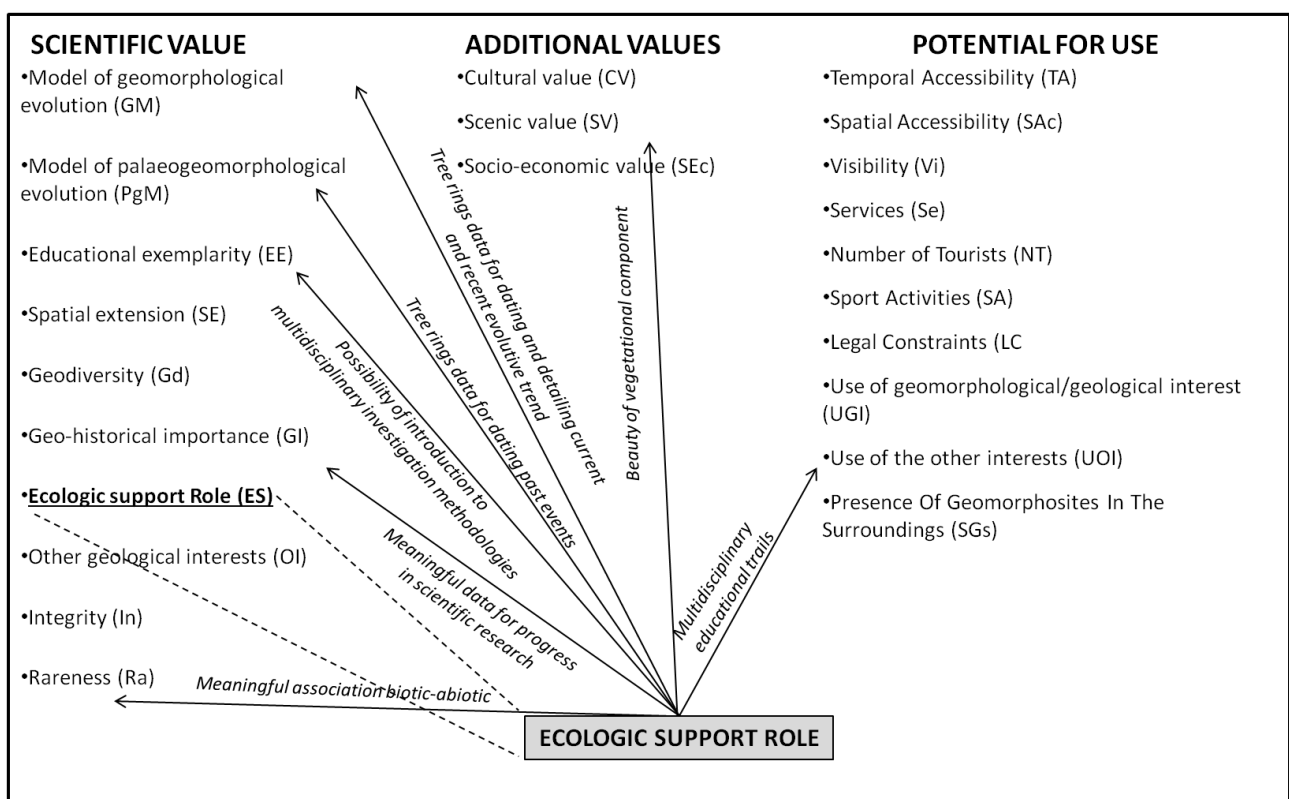 SCIENTIFIC VALUE
•Model of geomorphological
evolution (GM)
•Model of palaeogeomorphological
evolution (PgM)
•Educational exemplarity (EE)
•Spatial extension (SE)
•Geodiversity (Gd)
•Geo-historical importance (GI)
•Ecologic support Role (ES)
•Other geological interests (OI)
•Integrity (In)
•Rareness (Ra)
ADDITIONAL VALUES
•Cultural value (CV)
•Scenic value (SV)
•Socio-economic value (SEc)
POTENTIAL FOR USE
•Temporal Accessibility (TA)
•Spatial Accessibility (SAc)
•Visibility (Vi)
•Services (Se)
•Number of Tourists (NT)
•Sport Activities (SA)
•Legal Constraints (LC
•Use of geomorphological/geological interest
(UGI)
•Use of the other interests (UOI)
•Presence Of Geomorphosites In The
Surroundings (SGs)
Tree rings data for dating and detailing current
and recent evolutive trend
Tree rings data for dating past events
Possibility of introduction to
multidisciplinary investigation methodologies
Meaningful data for progress
in scientific research
Meaningful association biotic-abiotic
Beauty of vegetational component
Multidisciplinary
educational trails
ECOLOGIC SUPPORT ROLE